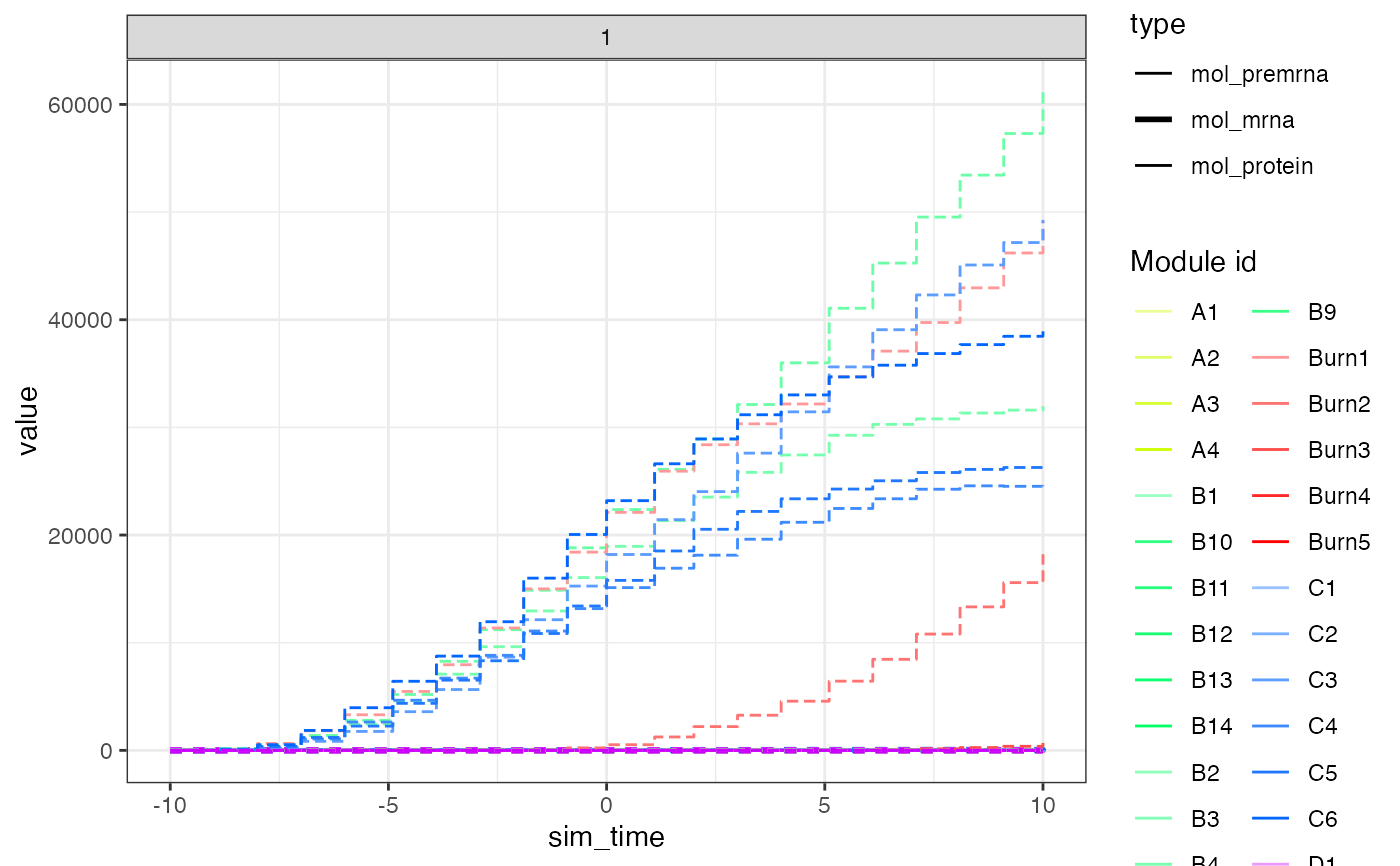 1
60000
40000
20000
0
value
-10 -5 0 5 10
sim_time
type
mol_premrna
mol_mrna
mol_protein
Module id
A1 B9
A2 Burn1
A3 Burn2
A4 Burn3
B1 Burn4
B10 Burn5
B11 C1
B12 C2
B13 C3
B14 C4
B2 C5
B3 C6
B4 D1